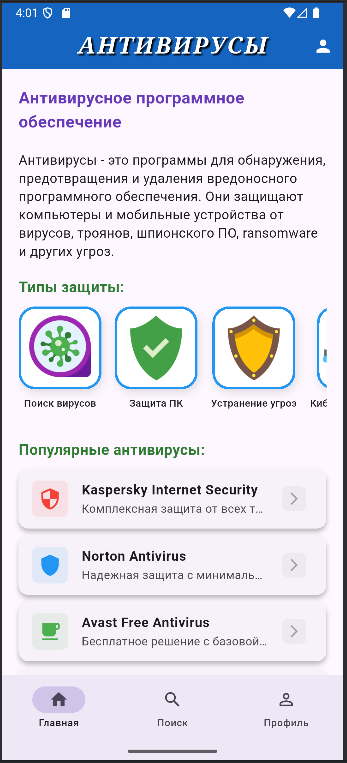 4:01
АНТИВИРУСЫ
Антивирусное программное
обеспечение
Антивирусы - это программы для обнаружения,
предотвращения и удаления вредоносного
программного обеспечения. Они защищают
компьютеры и мобильные устройства от
вирусов, троянов, шпионского ПО, ransomware
и других угроз.
Типы защиты:
Поиск вирусов Защита ПК Устранение угроз Киб
Популярные антивирусы:
Kaspersky Internet Security
Комплексная защита от всех т...
Norton Antivirus
Надежная защита с минималь...
Avast Free Antivirus
Бесплатное решение с базовой...
Главная Поиск Профиль